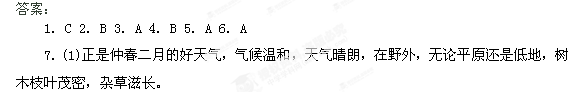 答案：
1. C 2. B 3. A 4. B 5. A 6. A
7. (1)正是仲春二月的好天气，气候温和，天气晴朗，在野外，无论平原还是低地，树
木枝叶茂密，杂草滋长。